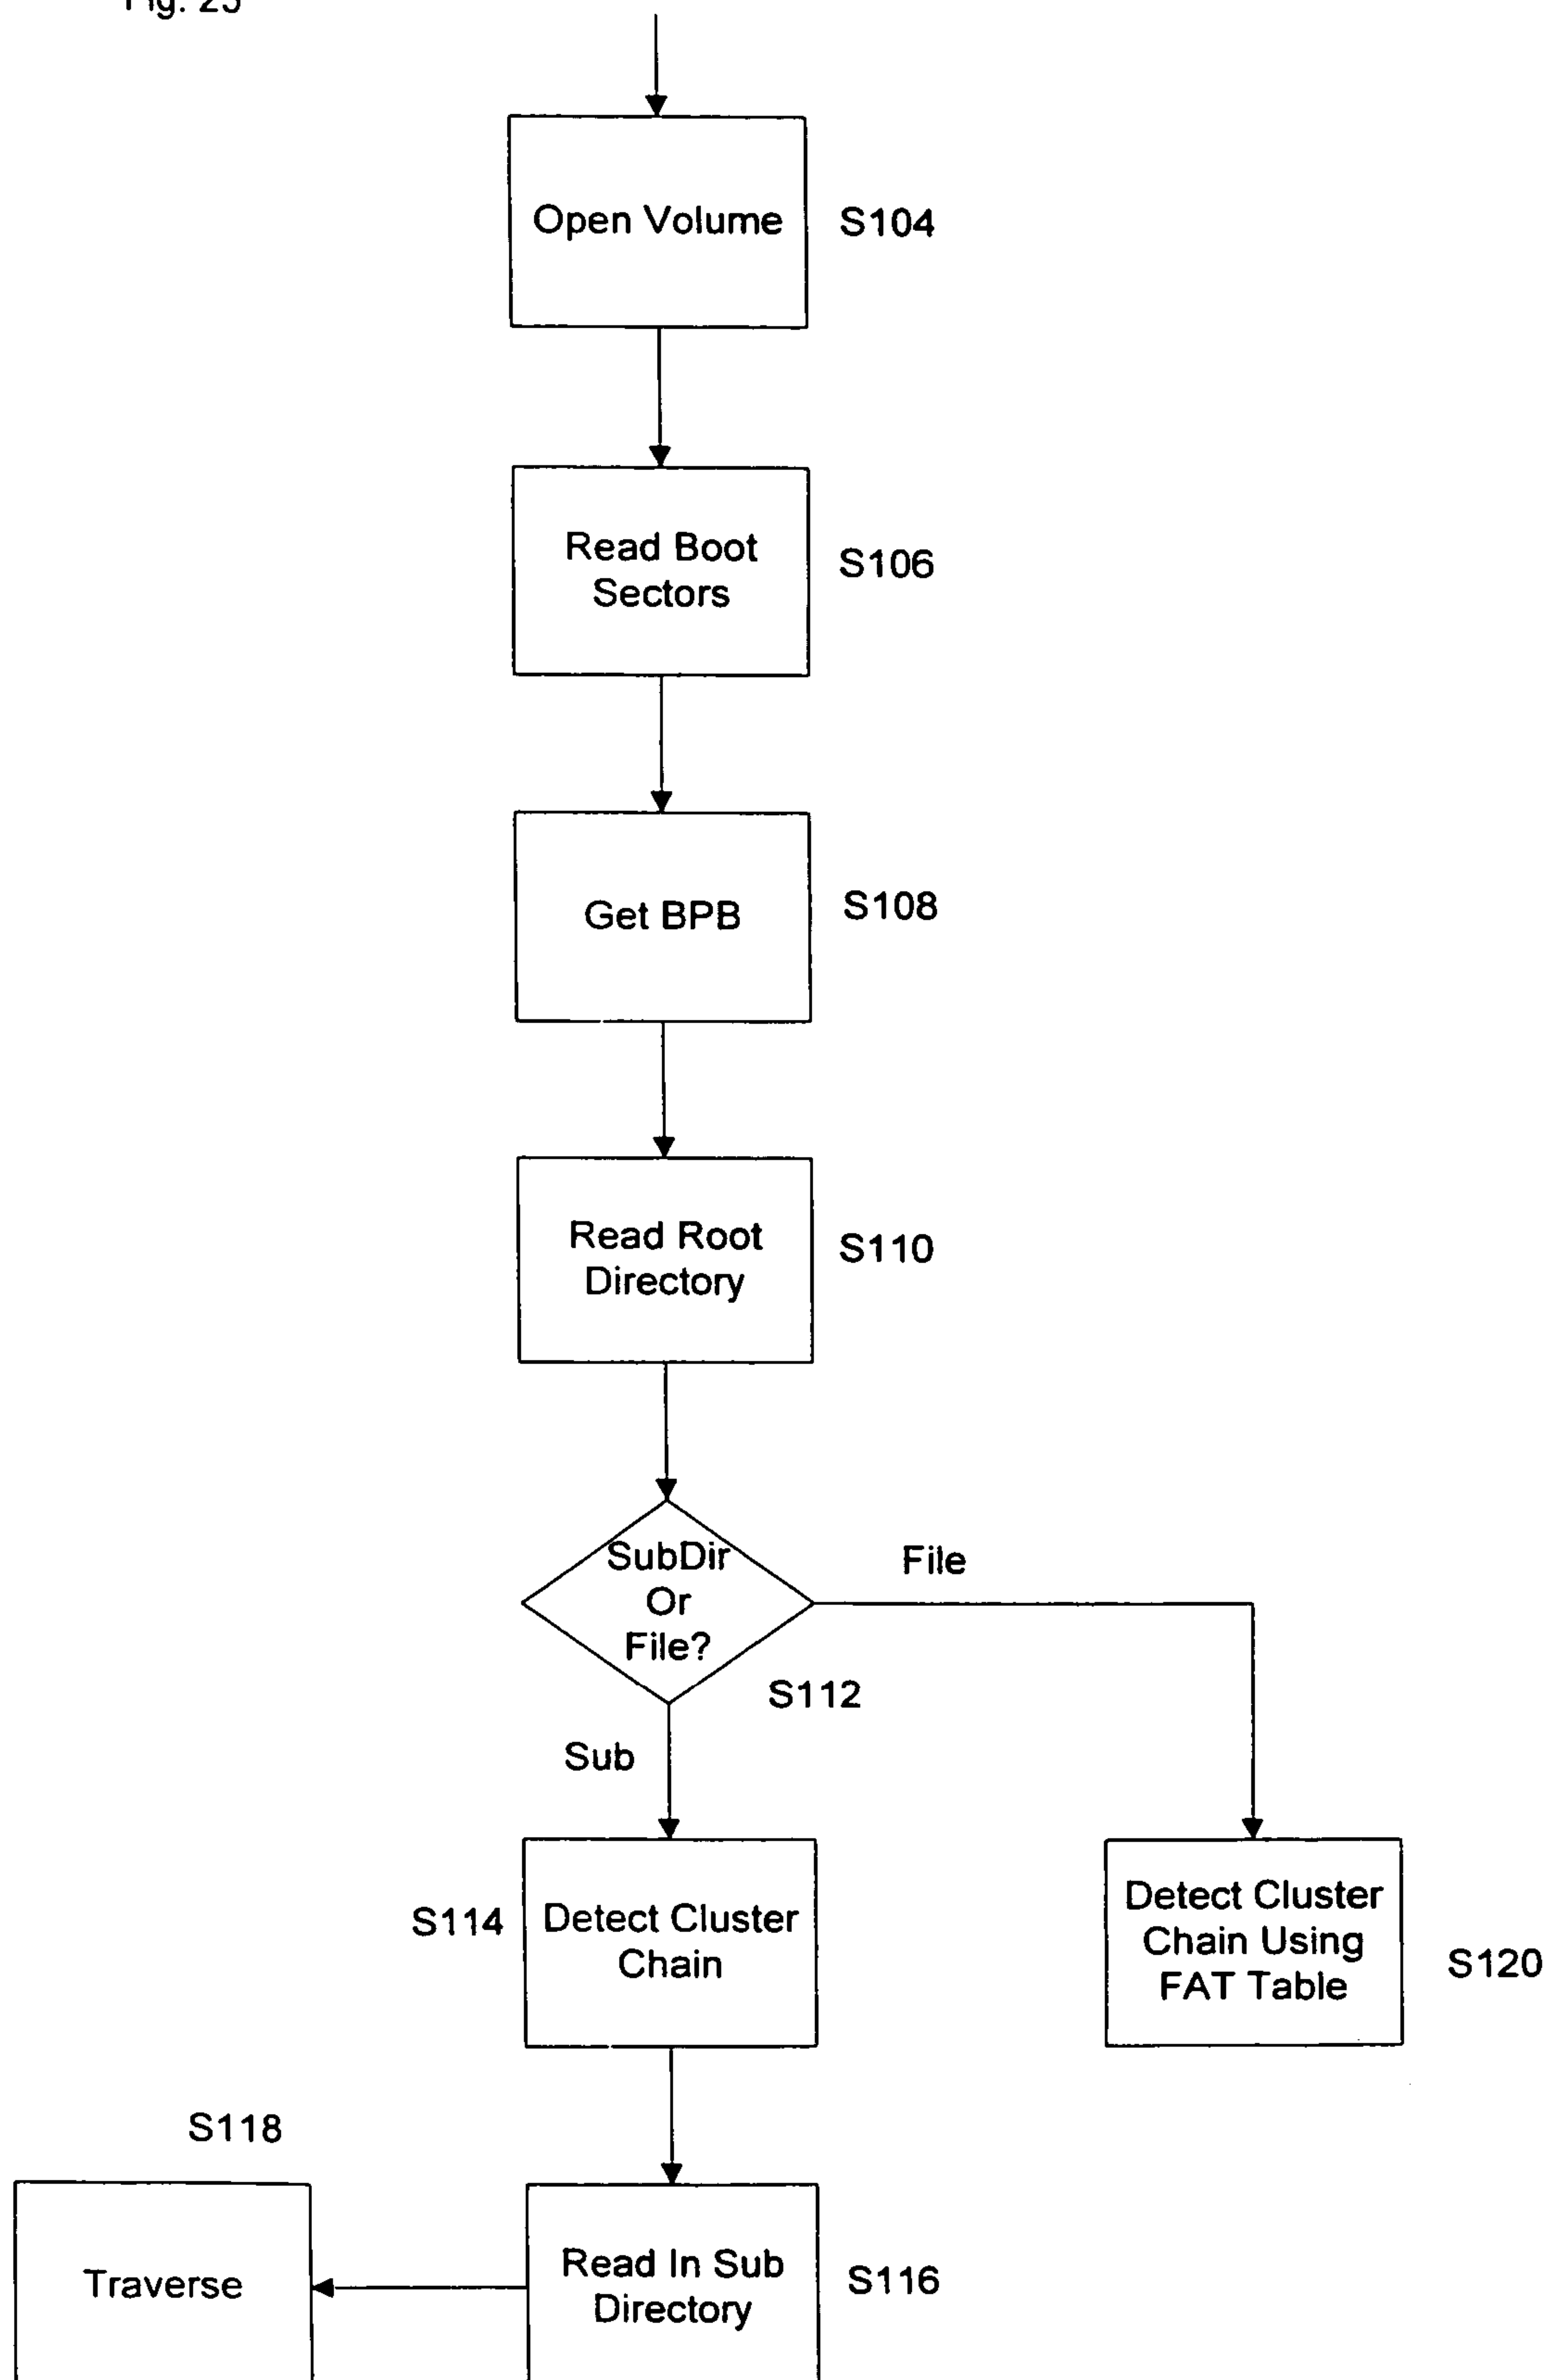 Fig. 25
Open Volume
S104
Read Boot
Sectors
S106
Get BPB
S108
Read Root
Directory
S110
SubDir
Or
File?
File
S112
Sub
S114
Detect Cluster
Chain
Detect Cluster
Chain Using
FAT Table
S120
S118
Traverse
Read In Sub
Directory
S116